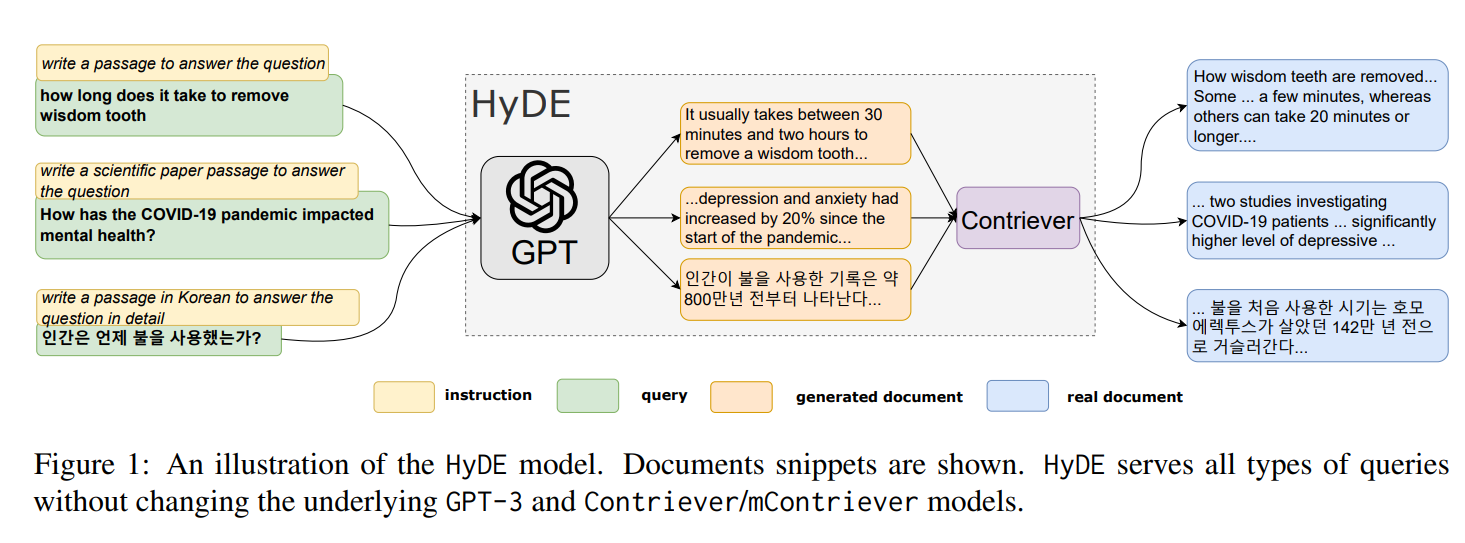 write a passage to answer the question
how long does it take to remove
wisdom tooth
write a scientific paper passage to answer
the question
How has the COVID-19 pandemic impacted
mental health?
write a passage in Korean to answer the
question in detail
인간은 언제 불을 사용했는가?
HyDE
GPT
It usually takes between 30
minutes and two hours to
remove a wisdom tooth...
...depression and anxiety had
increased by 20% since the
start of the pandemic...
인간이 불을 사용한 기록은 약
800만년 전부터 나타난다...
Contriever
How wisdom teeth are removed...
Some ... a few minutes, whereas
others can take 20 minutes or
longer....
... two studies investigating
COVID-19 patients ... significantly
higher level of depressive ...
... 불을 처음 사용한 시기는 호모
에렉투스가 살았던 142만 년 전으
로 거슬러간다...
instruction
query
generated document
real document
Figure 1: An illustration of the HyDE model. Documents snippets are shown. HyDE serves all types of queries
without changing the underlying GPT-3 and Contriever/mContriever models.